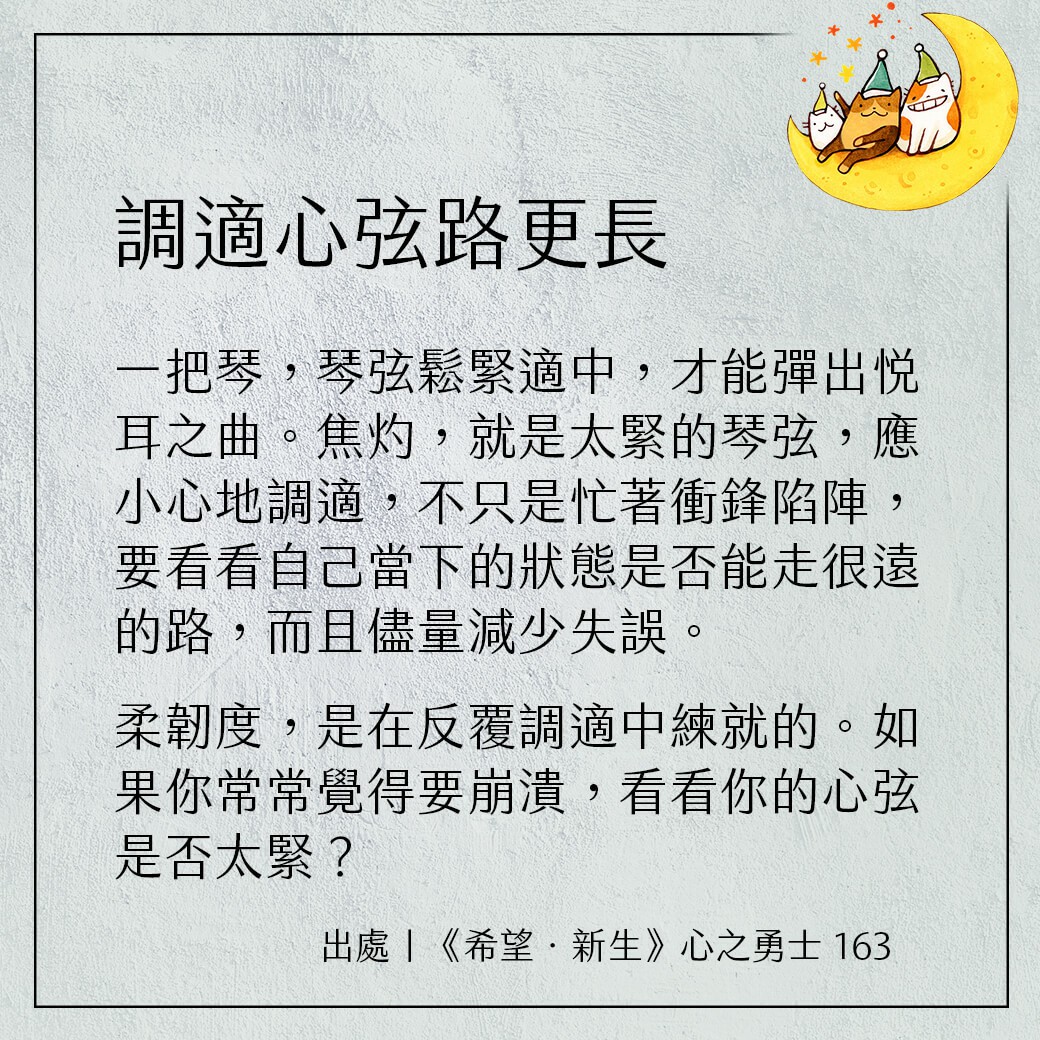 調適心弦路更長
一把琴，琴弦鬆緊適中，才能彈出悅
耳之曲。焦灼，就是太緊的琴弦，應
小心地調適，不只是忙著衝鋒陷陣，
要看看自己當下的狀態是否能走很遠
的路，而且儘量減少失誤。
柔韌度，是在反覆調適中練就的。如
果你常常覺得要崩潰，看看你的心弦
是否太緊？
出處丨《希望．新生》心之勇士 163